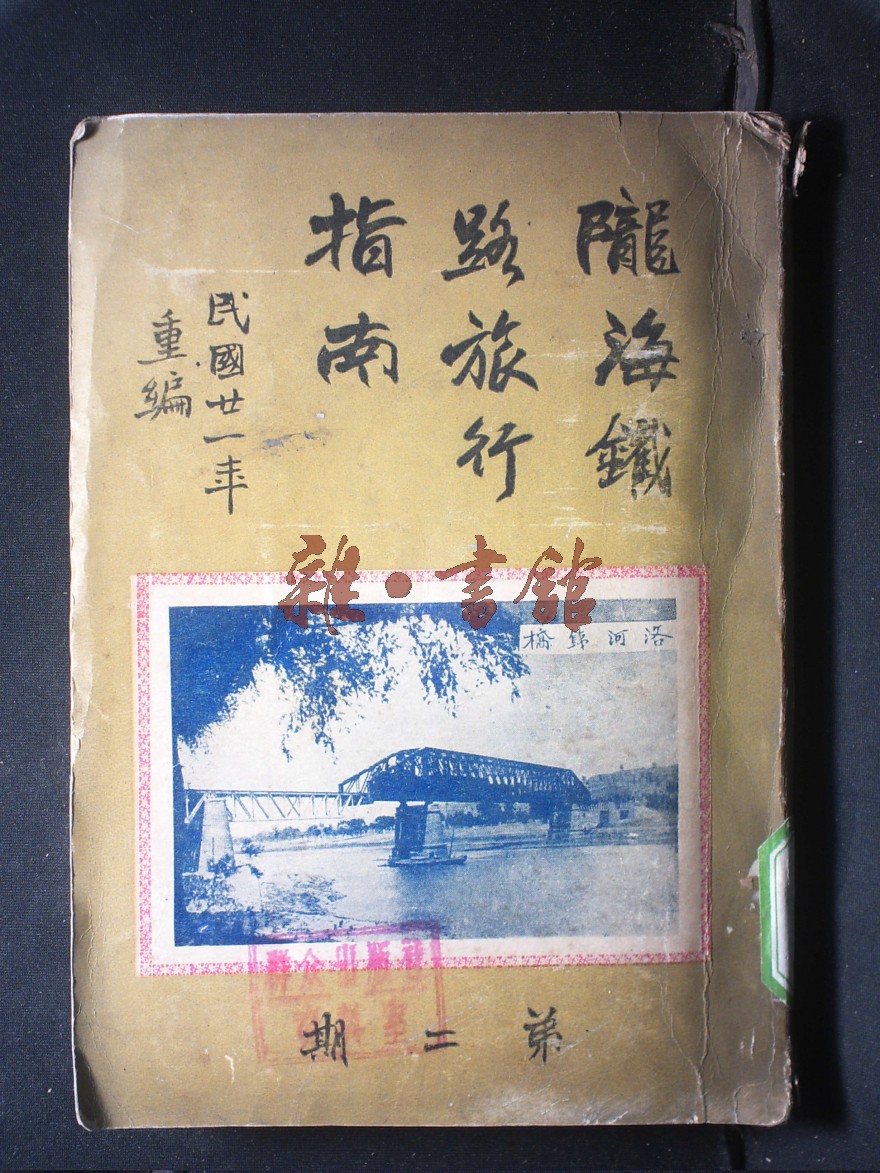 隴海鐵
路旅行
指南
民國廿一年
重編
雜·書館
洛河鉄橋
第二期